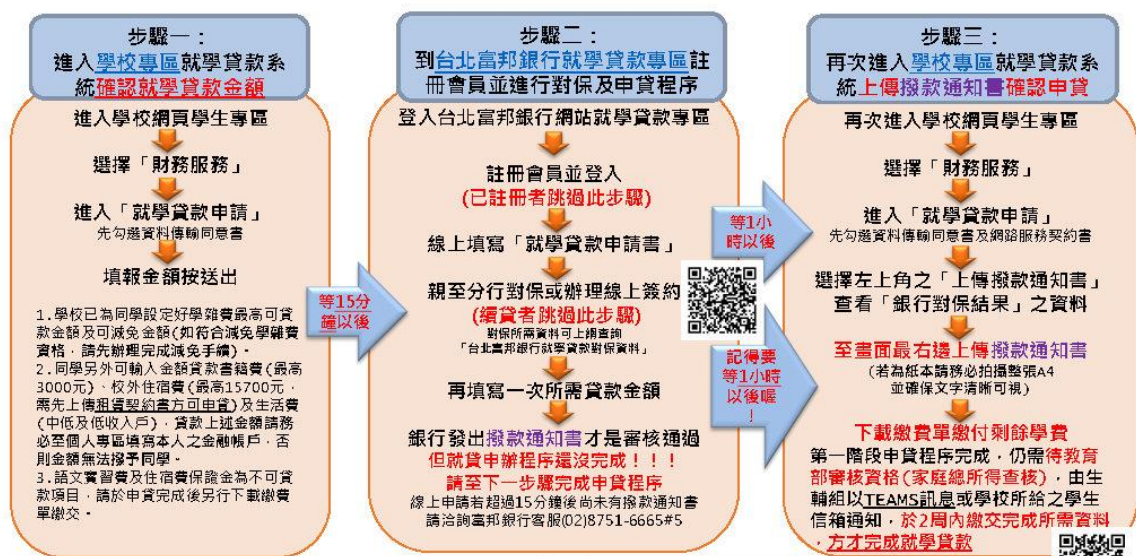 步驟一：
進入學校專區就學貸款系
統確認就學貸款金額
進入學校網頁學生專區
選擇「財務服務」
進入「就學貸款申請」
先勾選資料傳輸同意書
填報金額按送出
1.學校已為同學設定好學雜費最高可貸
款金額及可減免金額(如符合減免學雜費
資格，請先辦理完成減免手續)。
2.同學另外可輸入金額貸款書籍費(最高
3000元)、校外住宿費(最高15700元，
需先上傳租賃契約書方可申貸)及生活費
(中低及低收入戶)，貸款上述金額請務
必至個人專區填寫本人之金融帳戶，否
則金額無法撥予同學。
3.語文實習費及住宿費保證金為不可貸
款項目，請於申貸完成後另行下載繳費
單繳交。
等15分
鐘以後
步驟二：
到台北富邦銀行就學貸款專區註
冊會員並進行對保及申貸程序
登入台北富邦銀行網站就學貸款專區
註冊會員並登入
(已註冊者跳過此步驟)
線上填寫「就學貸款申請書」
親至分行對保或辦理線上簽約
(續貸者跳過此步驟)
對保所需資料可上網查詢
「台北富邦銀行就學貸款對保資料」
再填寫一次所需貸款金額
銀行發出撥款通知書才是審核通過
但就貸申辦程序還沒完成！！！
請至下一步驟完成申貸程序
線上申請若超過15分鐘後尚未有撥款通知書
請洽詢富邦銀行客服(02)8751-6665#5
等1小
時以後
記得要
等1小時
以後喔
！
步驟三：
再次進入學校專區就學貸款系
統上傳撥款通知書確認申貸
再次進入學校網頁學生專區
選擇「財務服務」
進入「就學貸款申請」
先勾選資料傳輸同意書及網路服務契約書
選擇左上角之「上傳撥款通知書」
查看「銀行對保結果」之資料
至畫面最右邊上傳撥款通知書
(若為紙本請務必拍攝整張A4
並確保文字清晰可視)
下載繳費單繳付剩餘學費
第一階段申貸程序完成，仍需待教育
部審核資格(家庭總所得查核)，由生
輔組以TEAMS訊息或學校所給之學生
信箱通知，於2周內繳交完成所需資料
，方才完成就學貸款